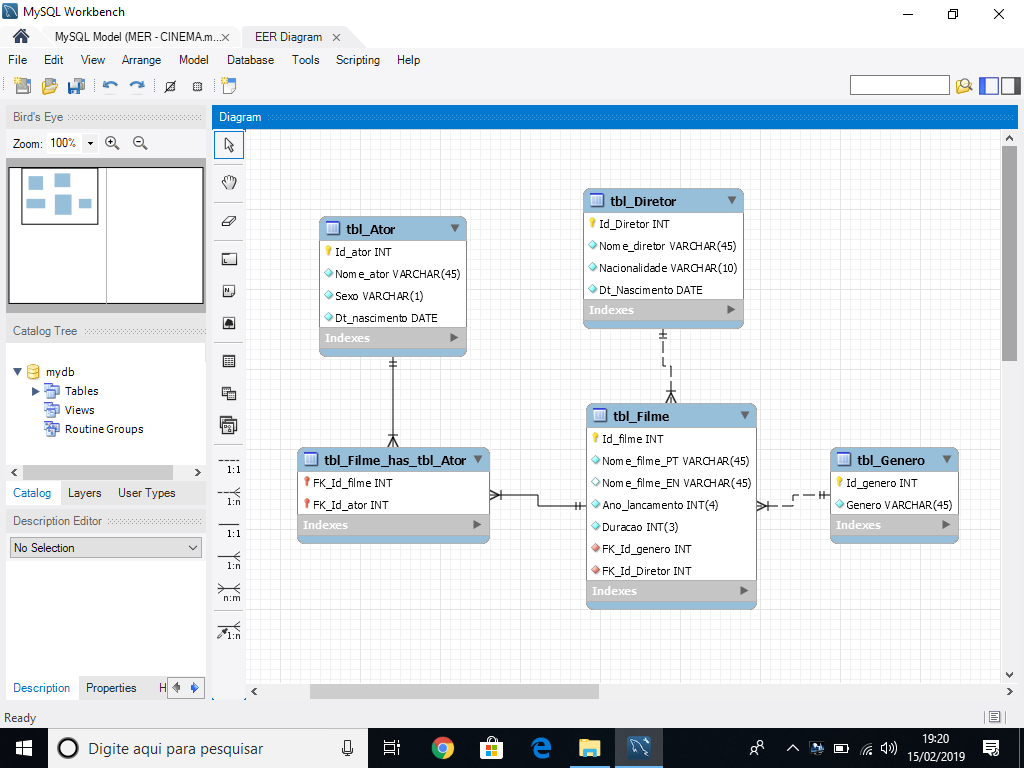 MySQL Workbench
MySQL Model (MER - CINEMA.m...
EER Diagram
File Edit View Arrange Model Database Tools Scripting Help
Bird's Eye
Zoom: 100%
Catalog Tree
mydb
Tables
Views
Routine Groups
Catalog Layers User Types
Description Editor
No Selection
Description Properties H
1:1
1:n
1:1
1:n
n:m
1:n
Diagram
tbl_Ator
Id_ator INT
Nome_ator VARCHAR(45)
Sexo VARCHAR(1)
Dt_nascimento DATE
Indexes
tbl_Diretor
Id_Diretor INT
Nome_diretor VARCHAR(45)
Nacionalidade VARCHAR(10)
Dt_Nascimento DATE
Indexes
tbl_Filme_has_tbl_Ator
FK_Id_filme INT
FK_Id_ator INT
Indexes
tbl_Filme
Id_filme INT
Nome_filme_PT VARCHAR(45)
Nome_filme_EN VARCHAR(45)
Ano_lancamento INT(4)
Duracao INT(3)
FK_Id_genero INT
FK_Id_Diretor INT
Indexes
tbl_Genero
Id_genero INT
Genero VARCHAR(45)
Indexes
Ready
Digite aqui para pesquisar
19:20
15/02/2019